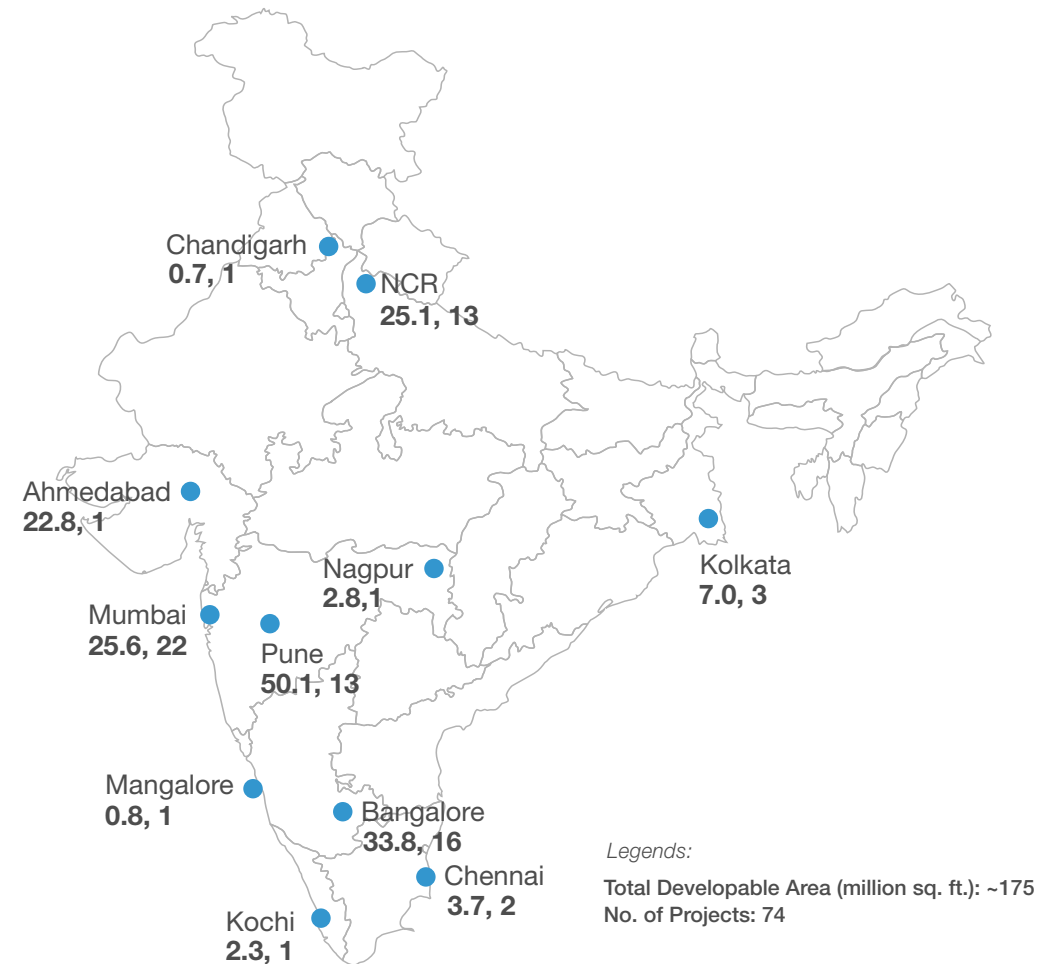 Chandigarh
0.7, 1
NCR
25.1, 13
Ahmedabad
22.8, 1
Nagpur
2.8,1
Kolkata
7.0, 3
Mumbai
25.6, 22
Pune
50.1, 13
Mangalore
0.8, 1
Bangalore
33.8, 16
Chennai
3.7, 2
Kochi
2.3, 1
Legends:
Total Developable Area (million sq. ft.): ~175
No. of Projects: 74